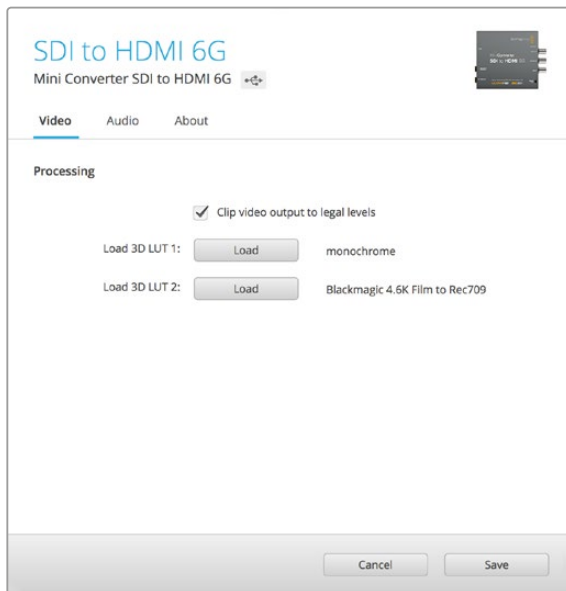 SDI to HDMI 6G
Mini Converter SDI to HDMI 6G
Video Audio About
Processing
Clip video output to legal levels
Load 3D LUT 1: Load monochrome
Load 3D LUT 2: Load Blackmagic 4.6K Film to Rec709
Cancel Save